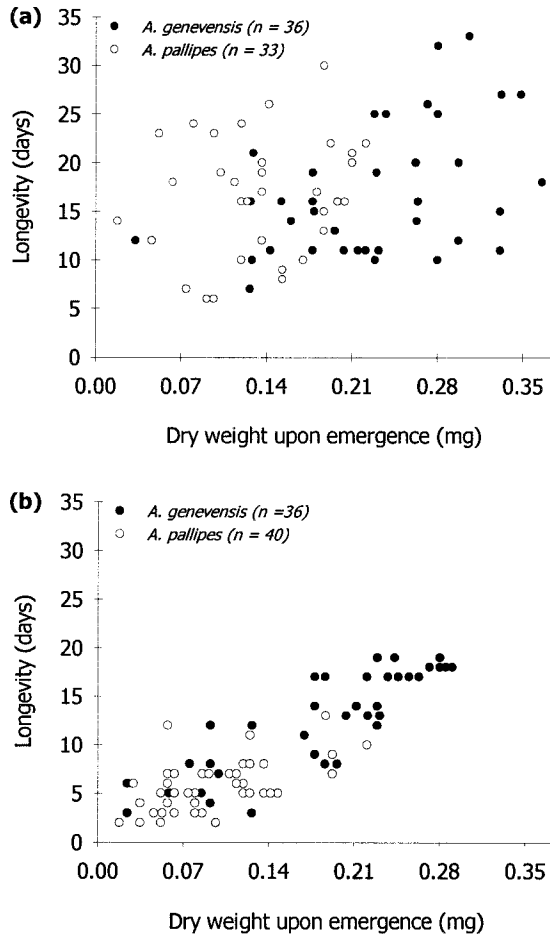 (a)
A. genevensis (n = 36)
A. pallipes (n = 33)
35
30
25
20
15
10
5
0
Longevity (days)
0.00 0.07 0.14 0.21 0.28 0.35
Dry weight upon emergence (mg)
(b)
A. genevensis (n =36)
A. pallipes (n = 40)
35
30
25
20
15
10
5
0
Longevity (days)
0.00 0.07 0.14 0.21 0.28 0.35
Dry weight upon emergence (mg)